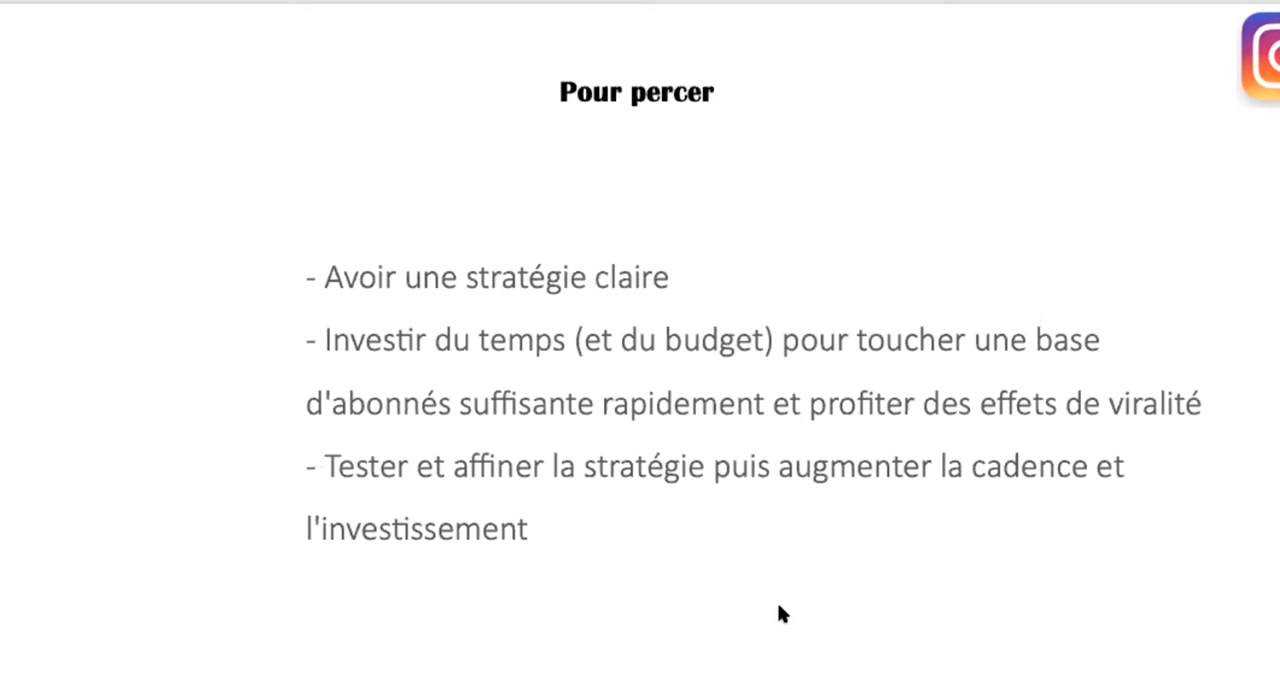 Pour percer
- Avoir une stratégie claire
- Investir du temps (et du budget) pour toucher une base
d'abonnés suffisante rapidement et profiter des effets de viralité
- Tester et affiner la stratégie puis augmenter la cadence et
l'investissement